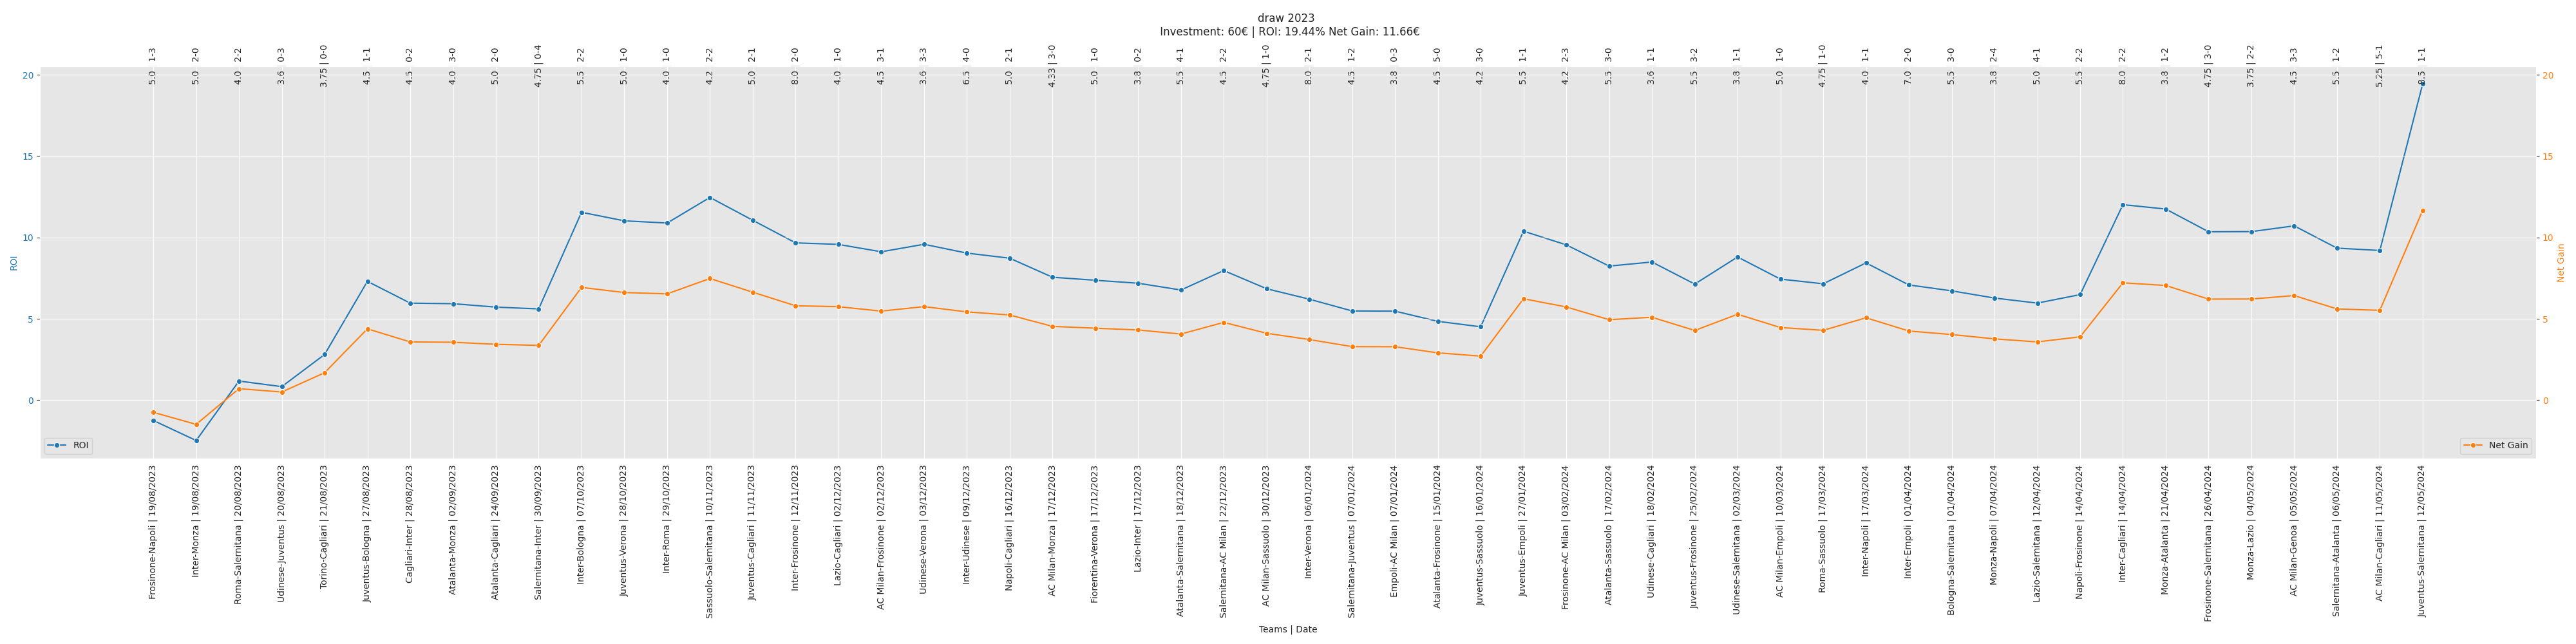 draw 2023
Investment: 60€ | ROI: 19.44% Net Gain: 11.66€
5.0 | 1-3
5.0 | 2-0
4.0 | 2-2
3.6 | 0-3
3.75 | 0-0
4.5 | 1-1
4.5 | 0-2
4.0 | 3-0
5.0 | 2-0
4.75 | 0-4
5.5 | 2-2
5.0 | 1-0
4.0 | 1-0
4.2 | 2-2
5.0 | 2-1
8.0 | 2-0
4.0 | 1-0
4.5 | 3-1
3.6 | 3-3
6.5 | 4-0
5.0 | 2-1
4.33 | 3-0
5.0 | 1-0
3.8 | 0-2
5.5 | 4-1
4.5 | 2-2
4.75 | 1-0
8.0 | 2-1
4.5 | 1-2
3.8 | 0-3
4.5 | 5-0
4.2 | 3-0
5.5 | 1-1
4.2 | 2-3
5.5 | 3-0
3.6 | 1-1
5.5 | 3-2
3.8 | 1-1
5.0 | 1-0
4.75 | 1-0
4.0 | 1-1
7.0 | 2-0
5.5 | 3-0
3.8 | 2-4
5.0 | 4-1
5.5 | 2-2
8.0 | 2-2
3.8 | 1-2
4.75 | 3-0
3.75 | 2-2
4.5 | 3-3
5.5 | 1-2
5.25 | 5-1
8.5 | 1-1
20
15
10
5
0
ROI
20
15
10
5
0
Net Gain
ROI
Net Gain
Frosinone-Napoli | 19/08/2023
Inter-Monza | 19/08/2023
Roma-Salernitana | 20/08/2023
Udinese-Juventus | 20/08/2023
Torino-Cagliari | 21/08/2023
Juventus-Bologna | 27/08/2023
Cagliari-Inter | 28/08/2023
Atalanta-Monza | 02/09/2023
Atalanta-Cagliari | 24/09/2023
Salernitana-Inter | 30/09/2023
Inter-Bologna | 07/10/2023
Juventus-Verona | 28/10/2023
Inter-Roma | 29/10/2023
Sassuolo-Salernitana | 10/11/2023
Juventus-Cagliari | 11/11/2023
Inter-Frosinone | 12/11/2023
Lazio-Cagliari | 02/12/2023
AC Milan-Frosinone | 02/12/2023
Udinese-Verona | 03/12/2023
Inter-Udinese | 09/12/2023
Napoli-Cagliari | 16/12/2023
AC Milan-Monza | 17/12/2023
Fiorentina-Verona | 17/12/2023
Lazio-Inter | 17/12/2023
Atalanta-Salernitana | 18/12/2023
Salernitana-AC Milan | 22/12/2023
AC Milan-Sassuolo | 30/12/2023
Inter-Verona | 06/01/2024
Salernitana-Juventus | 07/01/2024
Empoli-AC Milan | 07/01/2024
Atalanta-Frosinone | 15/01/2024
Juventus-Sassuolo | 16/01/2024
Juventus-Empoli | 27/01/2024
Frosinone-AC Milan | 03/02/2024
Atalanta-Sassuolo | 17/02/2024
Udinese-Cagliari | 18/02/2024
Juventus-Frosinone | 25/02/2024
Udinese-Salernitana | 02/03/2024
AC Milan-Empoli | 10/03/2024
Roma-Sassuolo | 17/03/2024
Inter-Napoli | 17/03/2024
Inter-Empoli | 01/04/2024
Bologna-Salernitana | 01/04/2024
Monza-Napoli | 07/04/2024
Lazio-Salernitana | 12/04/2024
Napoli-Frosinone | 14/04/2024
Inter-Cagliari | 14/04/2024
Monza-Atalanta | 21/04/2024
Frosinone-Salernitana | 26/04/2024
Monza-Lazio | 04/05/2024
AC Milan-Genoa | 05/05/2024
Salernitana-Atalanta | 06/05/2024
AC Milan-Cagliari | 11/05/2024
Juventus-Salernitana | 12/05/2024
Teams | Date